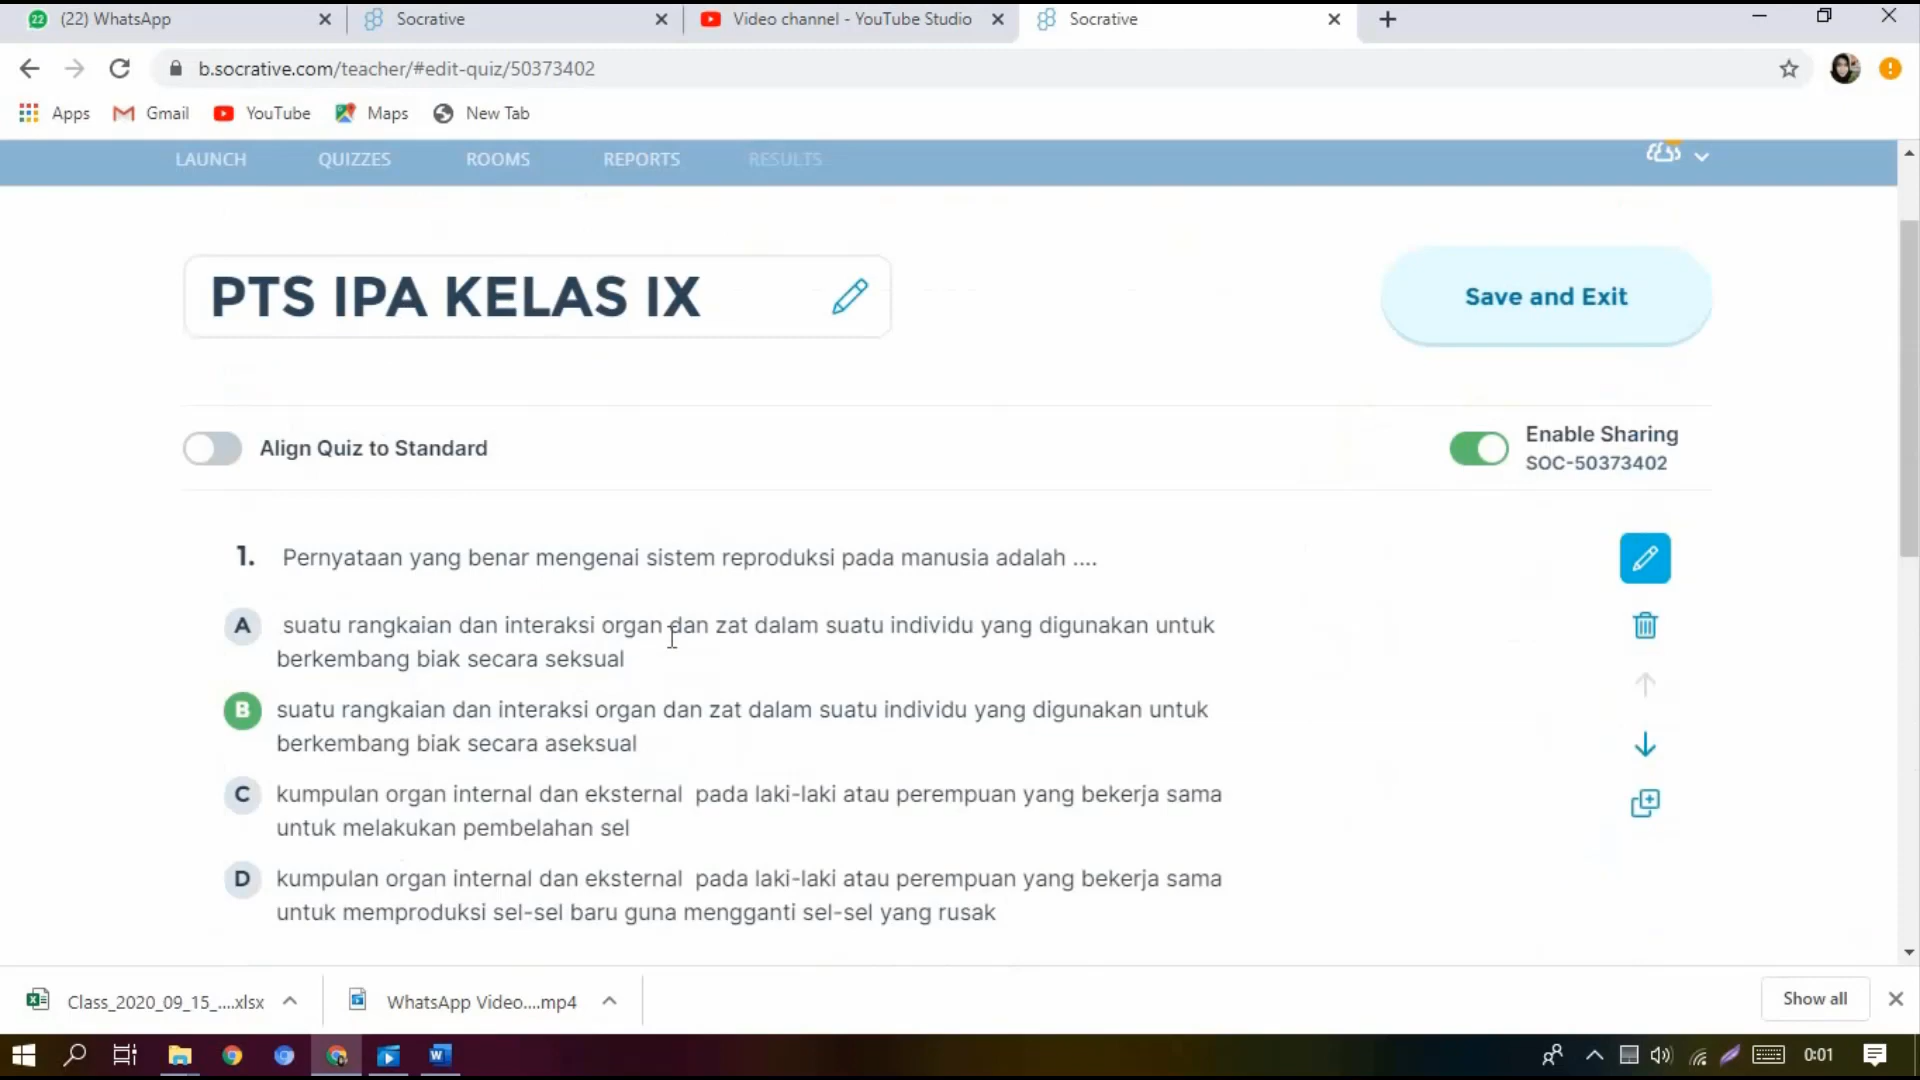 22 (22) WhatsApp
Socrative
Video channel - YouTube Studio
Socrative
b.socrative.com/teacher/#edit-quiz/50373402
Apps
Gmail
YouTube
Maps
New Tab
LAUNCH
QUIZZES
ROOMS
REPORTS
RESULTS
PTS IPA KELAS IX
Save and Exit
Align Quiz to Standard
Enable Sharing
SOC-50373402
1. Pernyataan yang benar mengenai sistem reproduksi pada manusia adalah ....
A suatu rangkaian dan interaksi organ dan zat dalam suatu individu yang digunakan untuk
berkembang biak secara seksual
B suatu rangkaian dan interaksi organ dan zat dalam suatu individu yang digunakan untuk
berkembang biak secara aseksual
C kumpulan organ internal dan eksternal pada laki-laki atau perempuan yang bekerja sama
untuk melakukan pembelahan sel
D kumpulan organ internal dan eksternal pada laki-laki atau perempuan yang bekerja sama
untuk memproduksi sel-sel baru guna mengganti sel-sel yang rusak
Class_2020_09_15_....xlsx
WhatsApp Video....mp4
Show all
0:01